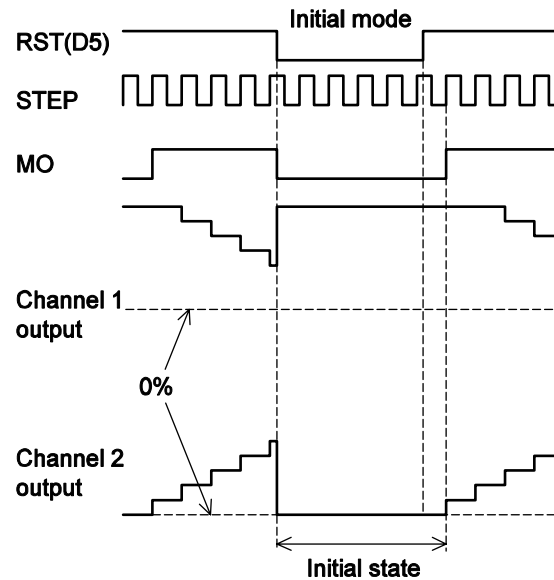 Initial mode
RST(D5)
STEP
MO
Channel 1
output
0%
Channel 2
output
Initial state